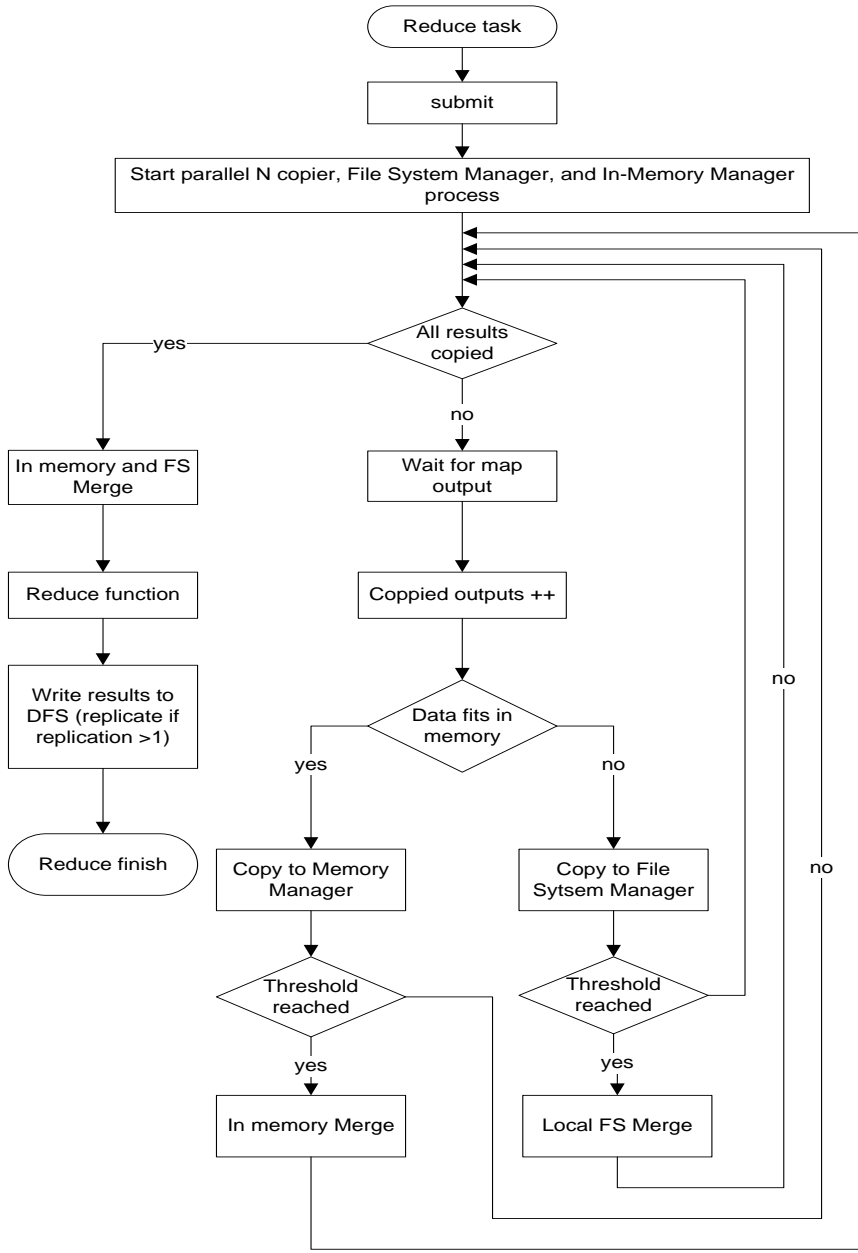 Reduce task
submit
Start parallel N copier, File System Manager, and In-Memory Manager
process
All results
copied
yes
no
In memory and FS
Merge
Wait for map
output
Reduce function
Coppied outputs ++
Write results to
DFS (replicate if
replication >1)
Data fits in
memory
no
yes
no
Reduce finish
Copy to Memory
Manager
Copy to File
Sytsem Manager
no
Threshold
reached
Threshold
reached
yes
yes
In memory Merge
Local FS Merge